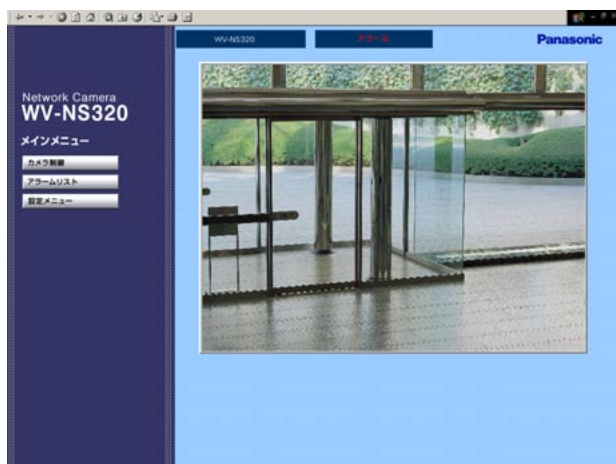 WV-NS320
アラーム
Panasonic
Network Camera
WV-NS320
メインメニュー
カメラ制御
アラームリスト
設定メニュー